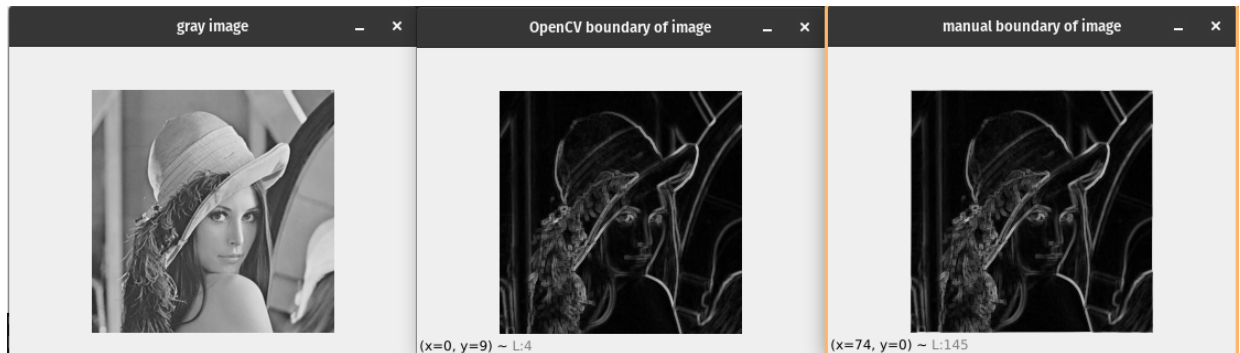 gray image
OpenCV boundary of image
manual boundary of image
(x=0, y=9) ~ L:4
(x=74, y=0) ~ L:145